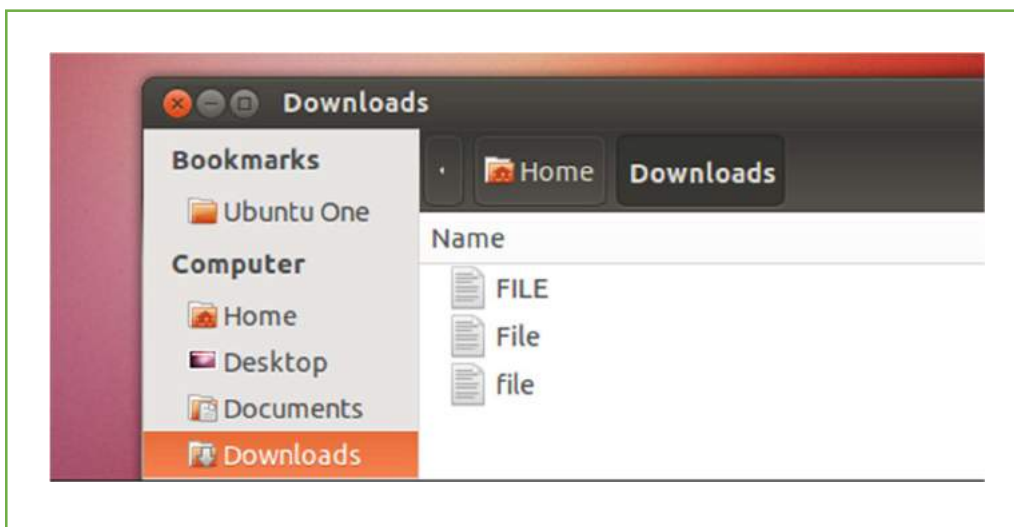 Downloads
Bookmarks
Ubuntu One
Computer
Home
Desktop
Documents
Downloads
Home Downloads
Name
FILE
File
file